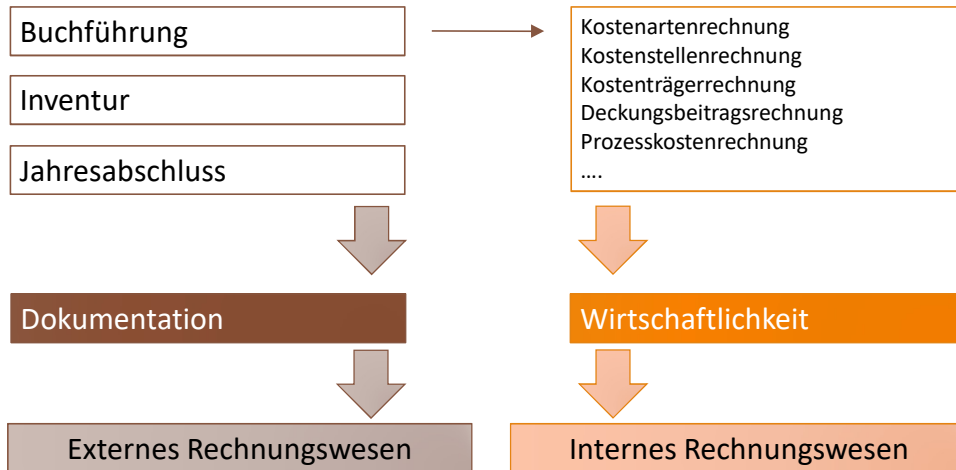 Buchführung
Inventur
Jahresabschluss
Kostenartenrechnung
Kostenstellenrechnung
Kostenträgerrechnung
Deckungsbeitragsrechnung
Prozesskostenrechnung
....
Dokumentation
Wirtschaftlichkeit
Externes Rechnungswesen
Internes Rechnungswesen